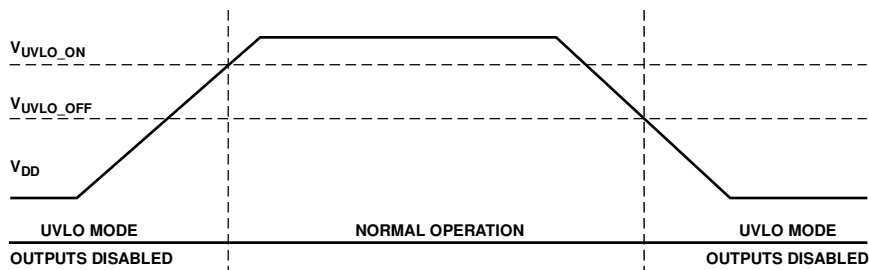 VUVLO_ON
VUVLO_OFF
VDD
UVLO MODE NORMAL OPERATION UVLO MODE
OUTPUTS DISABLED OUTPUTS DISABLED